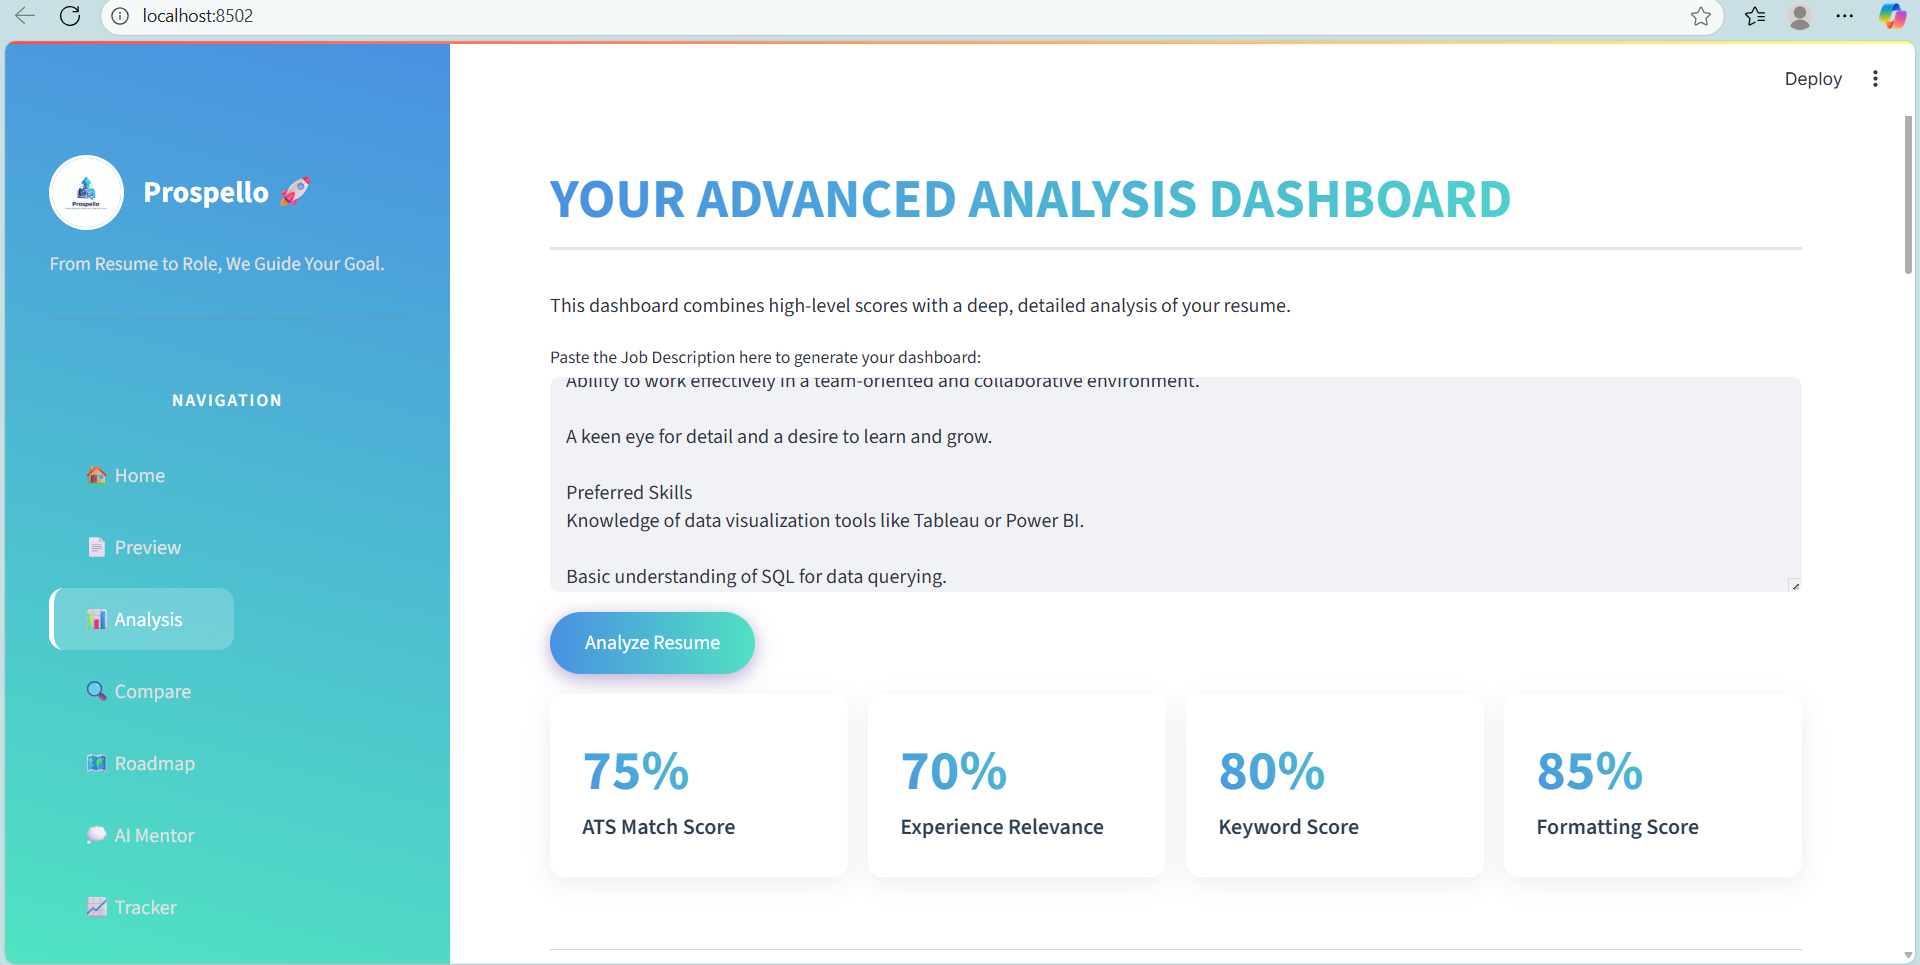 localhost:8502
Deploy
Prospello
Prospello 🚀
From Resume to Role, We Guide Your Goal.
NAVIGATION
Home
Preview
Analysis
Compare
Roadmap
AI Mentor
Tracker
YOUR ADVANCED ANALYSIS DASHBOARD
This dashboard combines high-level scores with a deep, detailed analysis of your resume.
Paste the Job Description here to generate your dashboard:
Ability to work effectively in a team-oriented and collaborative environment.
A keen eye for detail and a desire to learn and grow.
Preferred Skills
Knowledge of data visualization tools like Tableau or Power BI.
Basic understanding of SQL for data querying.
Analyze Resume
75%
ATS Match Score
70%
Experience Relevance
80%
Keyword Score
85%
Formatting Score